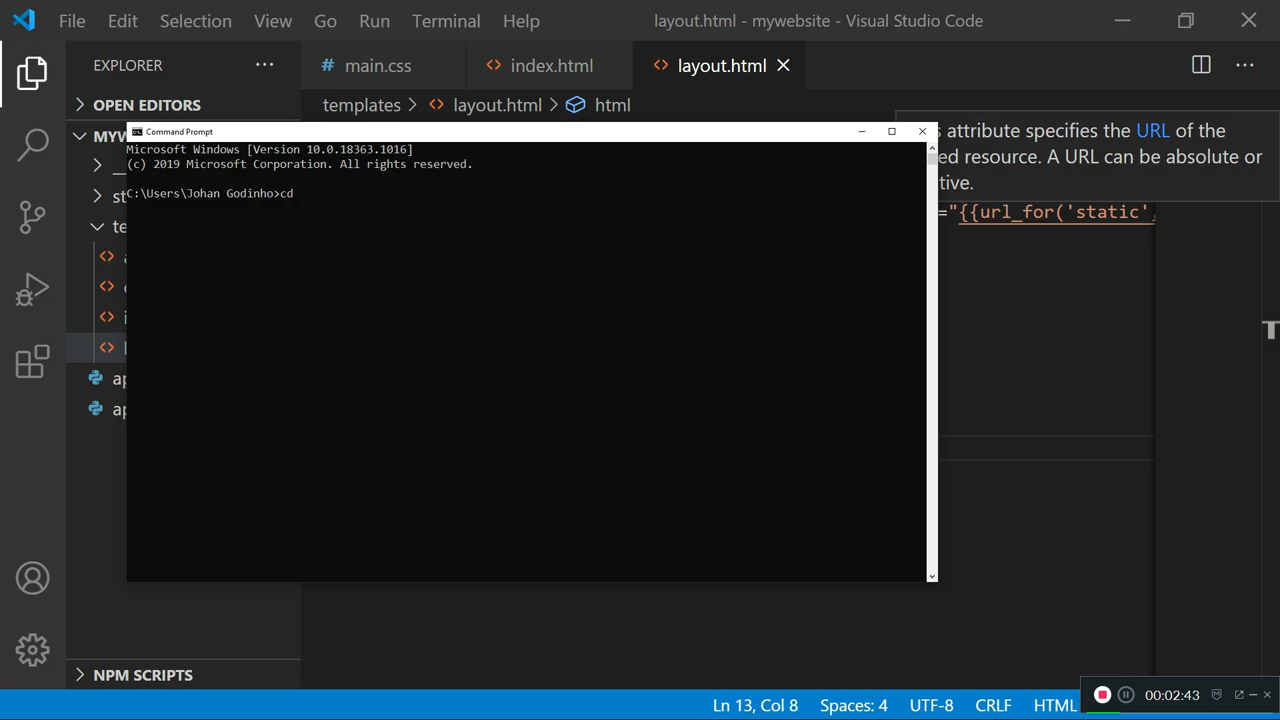 File Edit Selection View Go Run Terminal Help
layout.html - mywebsite - Visual Studio Code
EXPLORER
# main.css
<> index.html
<> layout.html
templates > <> layout.html > html
OPEN EDITORS
Command Prompt
Microsoft Windows [Version 10.0.18363.1016]
(c) 2019 Microsoft Corporation. All rights reserved.
C:\Users\Johan Godinho>cd
attribute specifies the URL of the
resource. A URL can be absolute or
="{{url_for('static',
NPM SCRIPTS
Ln 13, Col 8 Spaces: 4 UTF-8 CRLF HTML
00:02:43